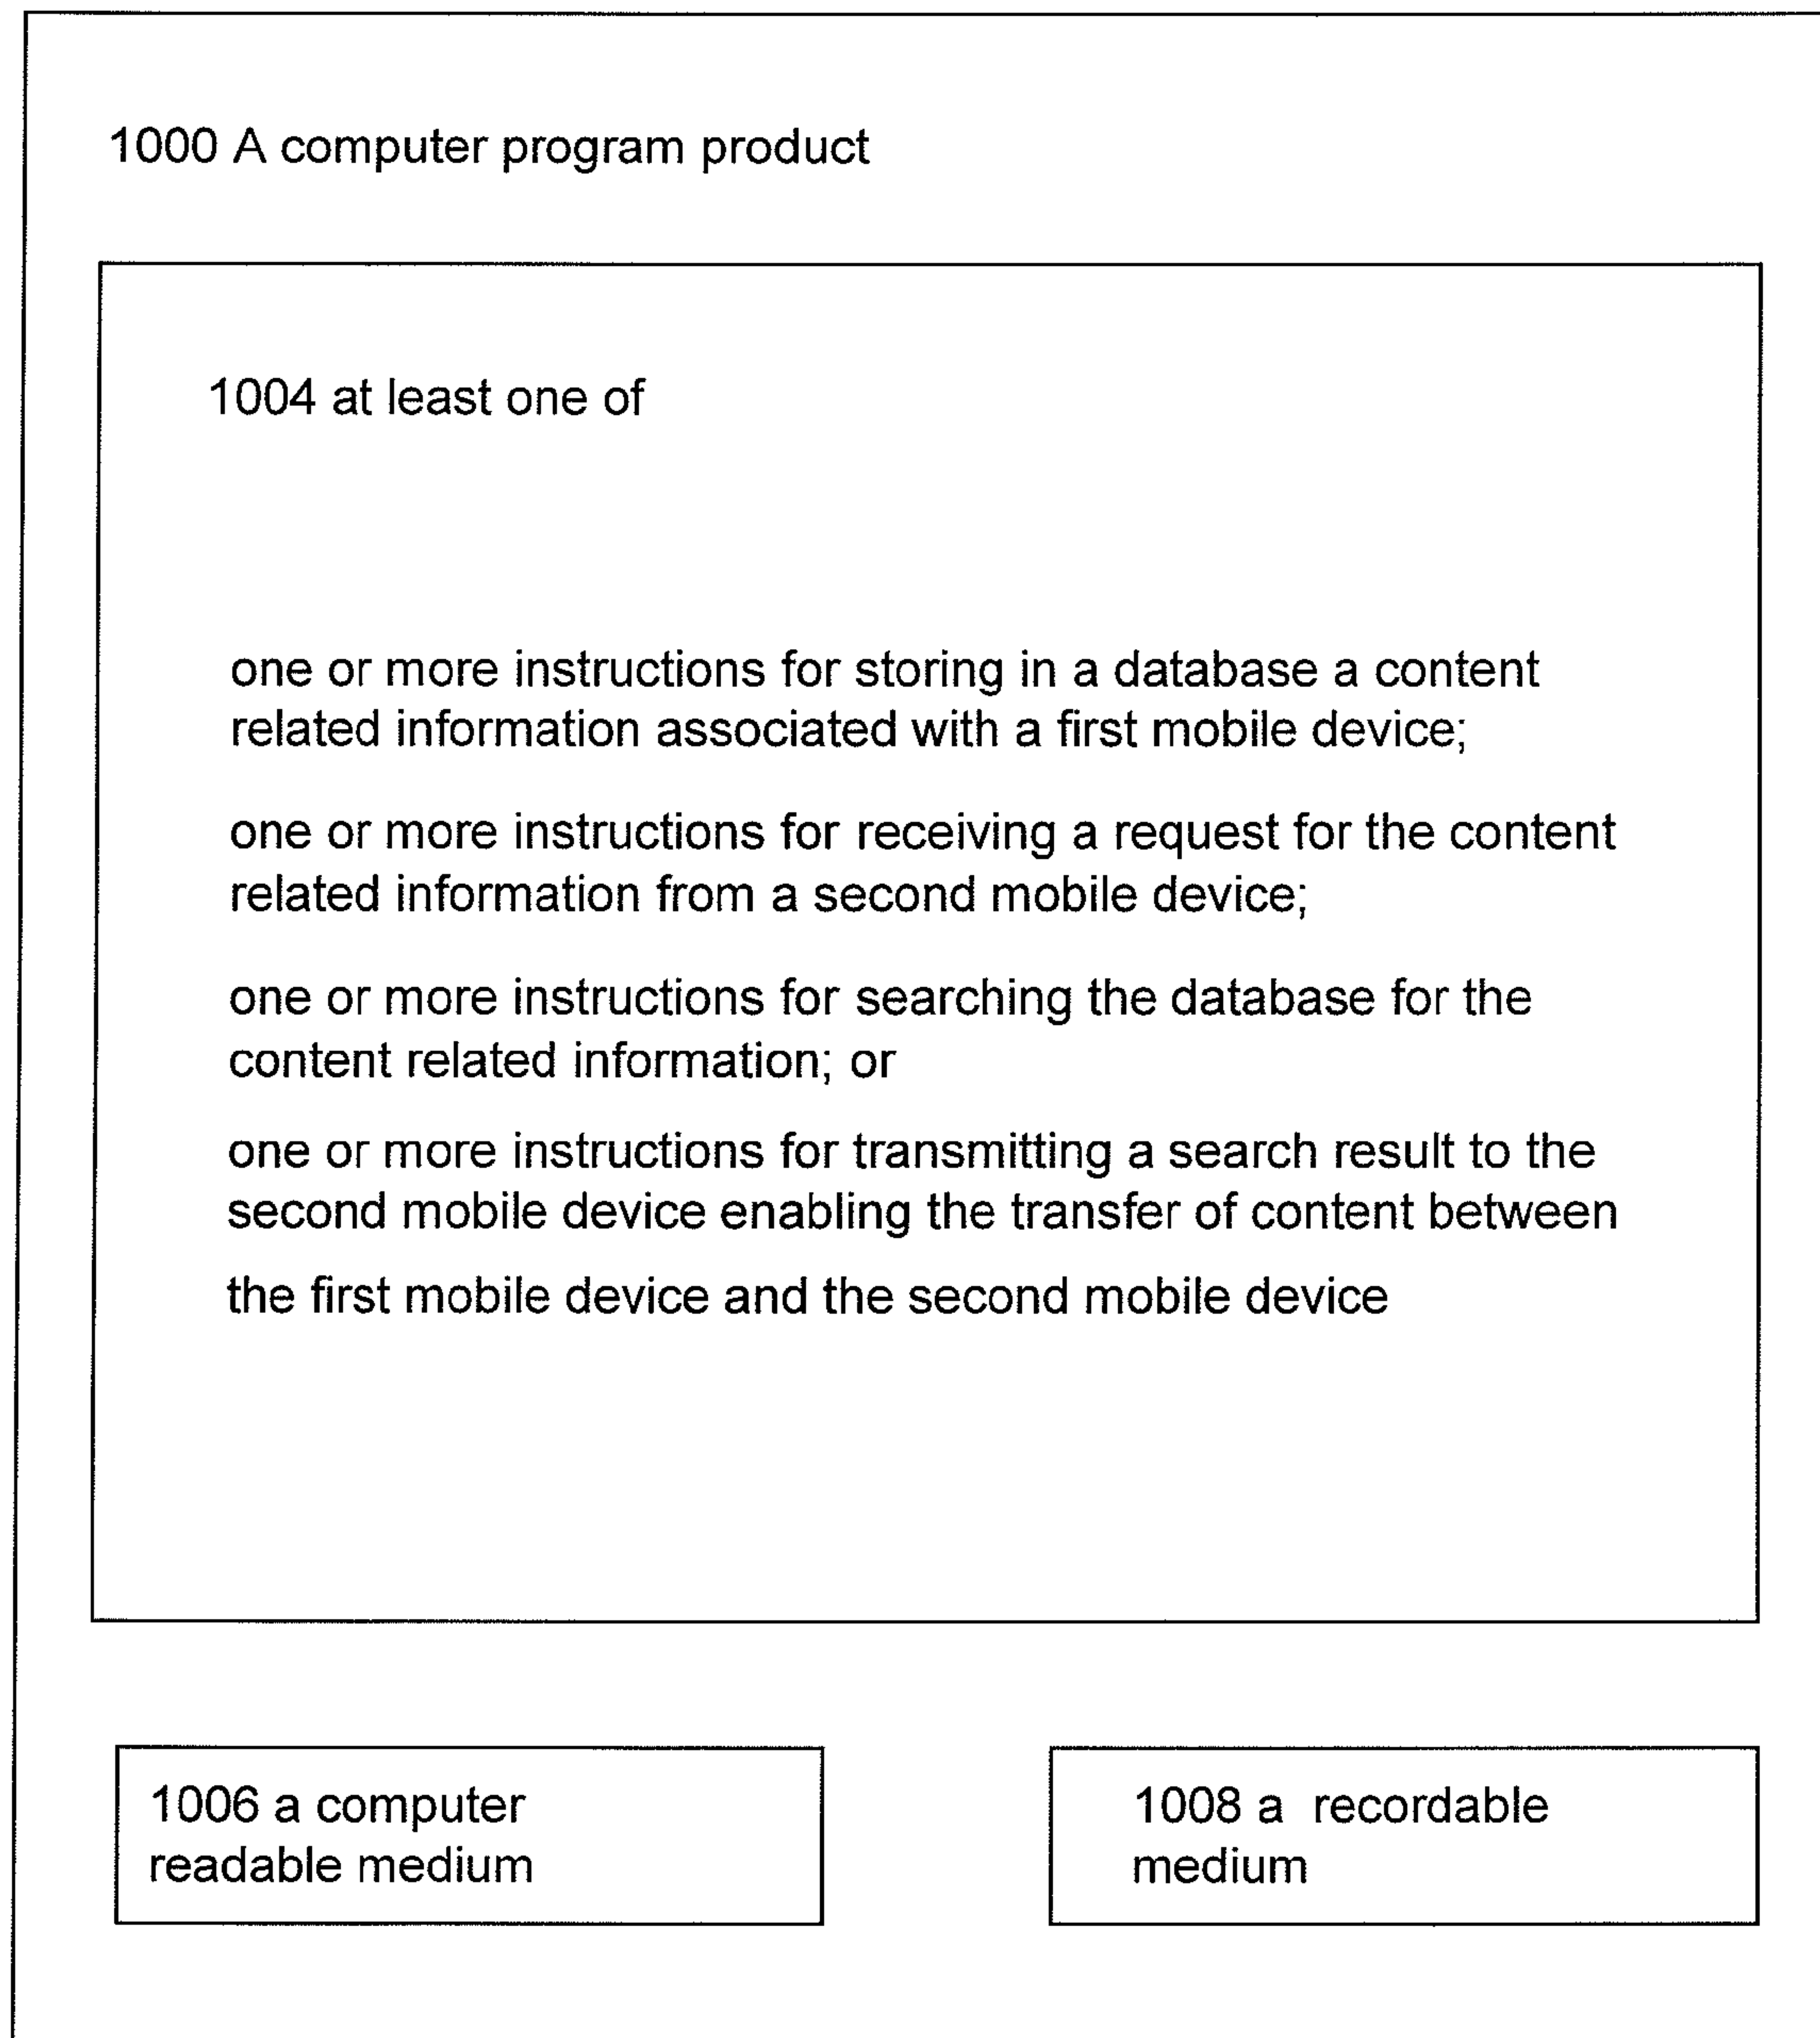 1000 A computer program product
1004 at least one of
one or more instructions for storing in a database a content
related information associated with a first mobile device;
one or more instructions for receiving a request for the content
related information from a second mobile device;
one or more instructions for searching the database for the
content related information; or
one or more instructions for transmitting a search result to the
second mobile device enabling the transfer of content between
the first mobile device and the second mobile device
1006 a computer
readable medium
1008 a recordable
medium